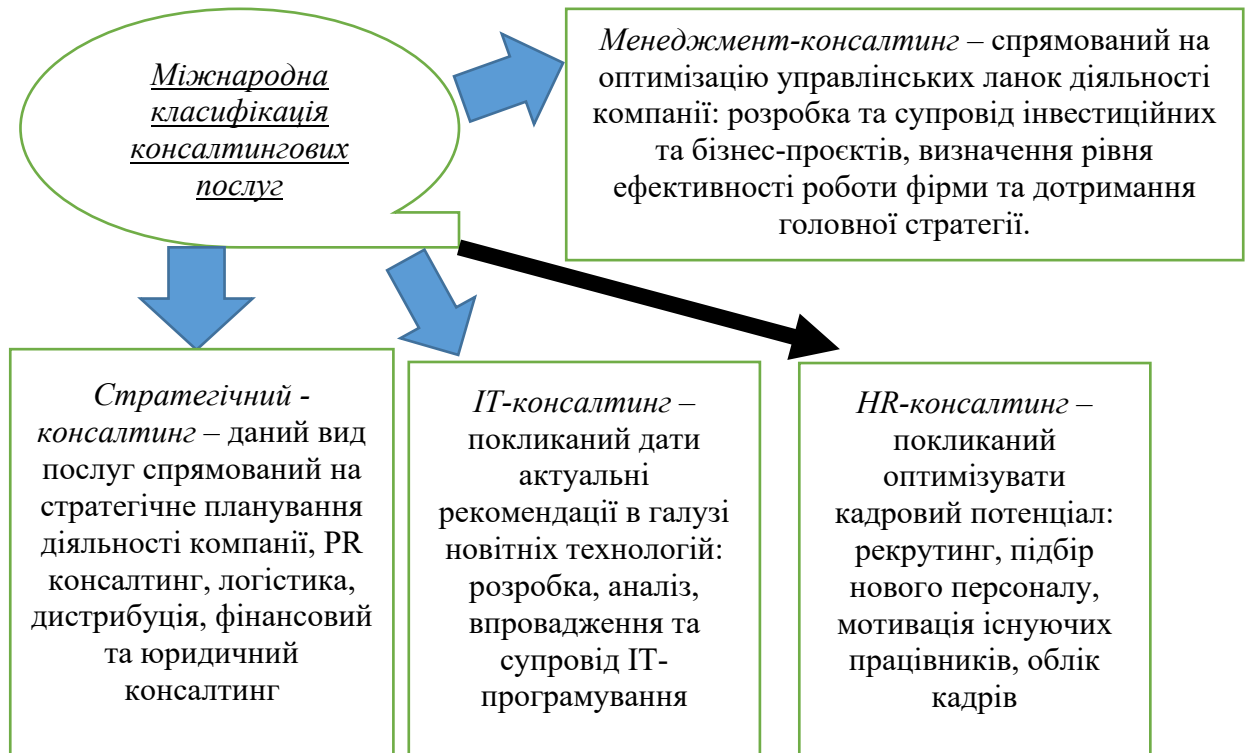 Міжнародна
класифікація
консалтингових
послуг
Менеджмент-консалтинг – спрямований на
оптимізацію управлінських ланок діяльності
компанії: розробка та супровід інвестиційних
та бізнес-проєктів, визначення рівня
ефективності роботи фірми та дотримання
головної стратегії.
Стратегічний -
консалтинг – даний вид
послуг спрямований на
стратегічне планування
діяльності компанії, PR
консалтинг, логістика,
дистрибуція, фінансовий
та юридичний
консалтинг
ІТ-консалтинг –
покликаний дати
актуальні
рекомендації в галузі
новітніх технологій:
розробка, аналіз,
впровадження та
супровід ІТ-
програмування
HR-консалтинг –
покликаний
оптимізувати
кадровий потенціал:
рекрутинг, підбір
нового персоналу,
мотивація існуючих
працівників, облік
кадрів